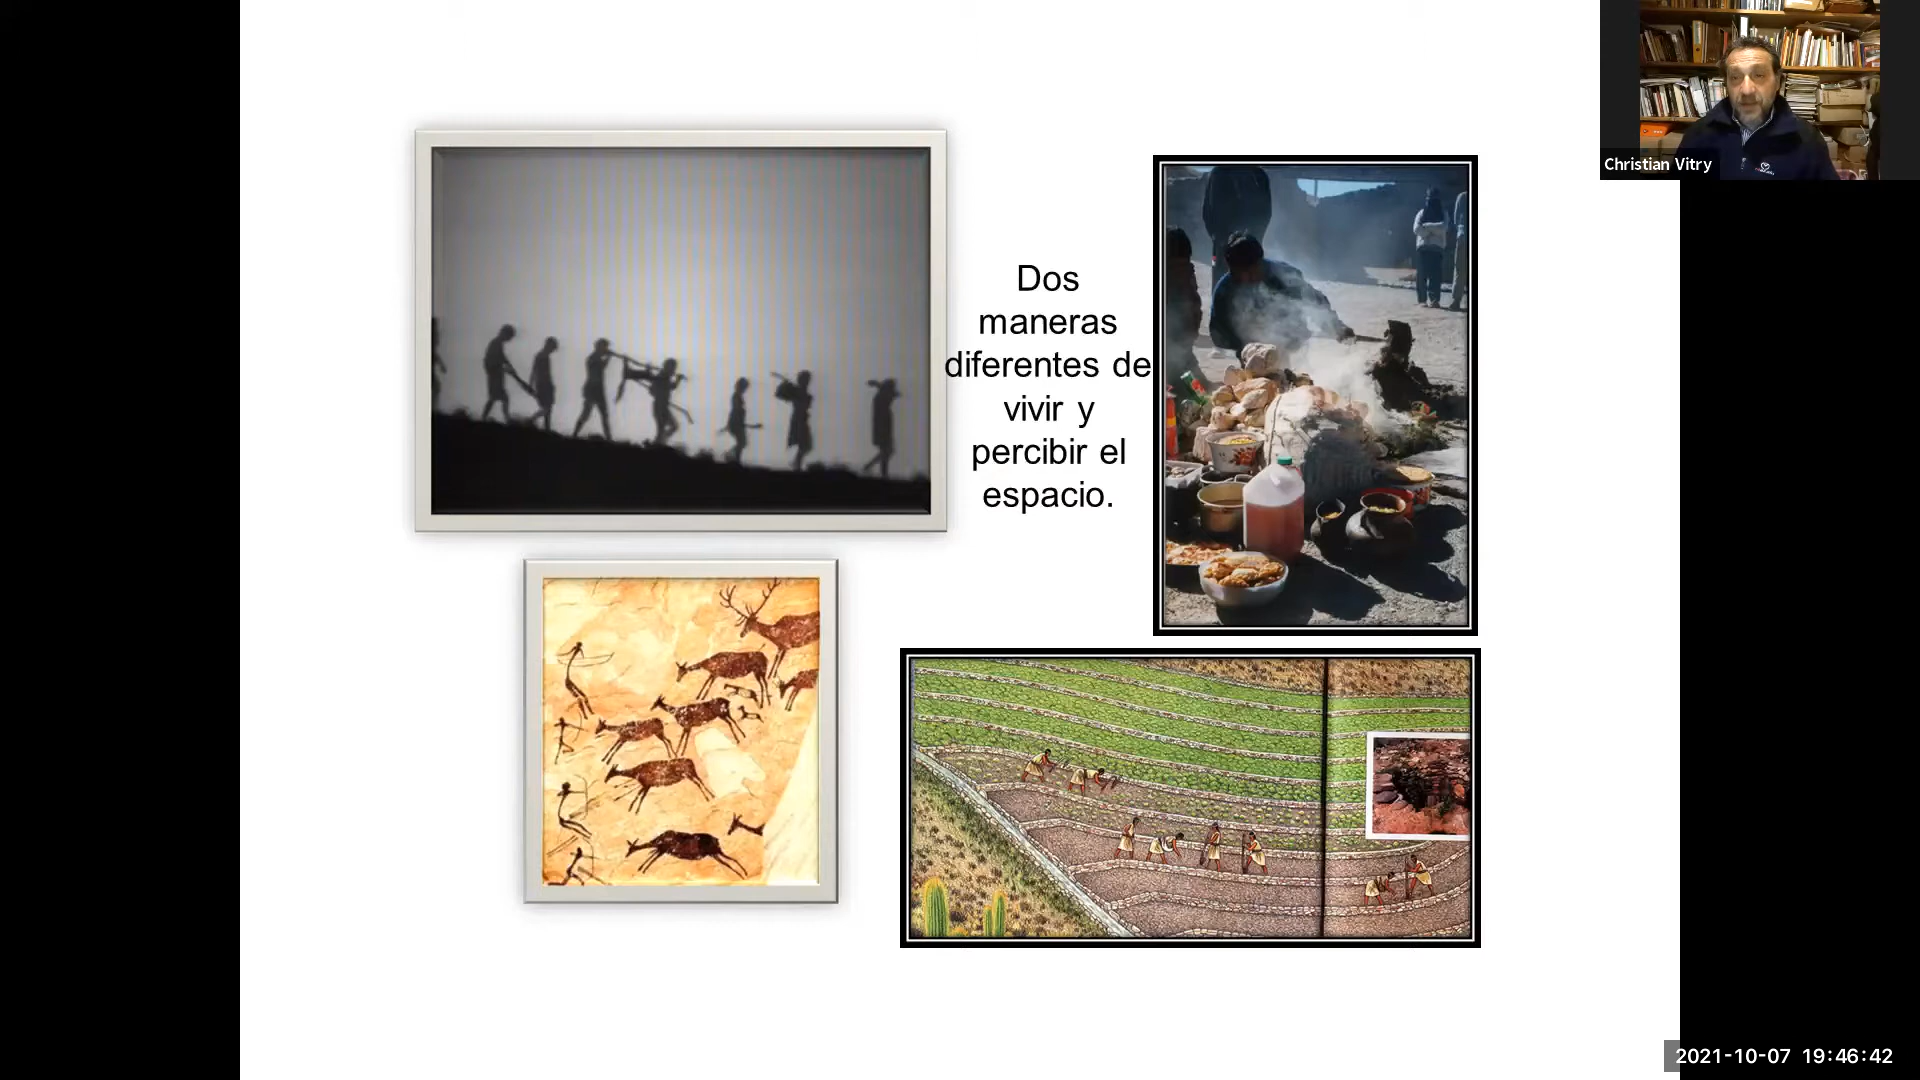 Dos
maneras
diferentes de
vivir y
percibir el
espacio.
Christian Vitry
2021-10-07 19:46:42